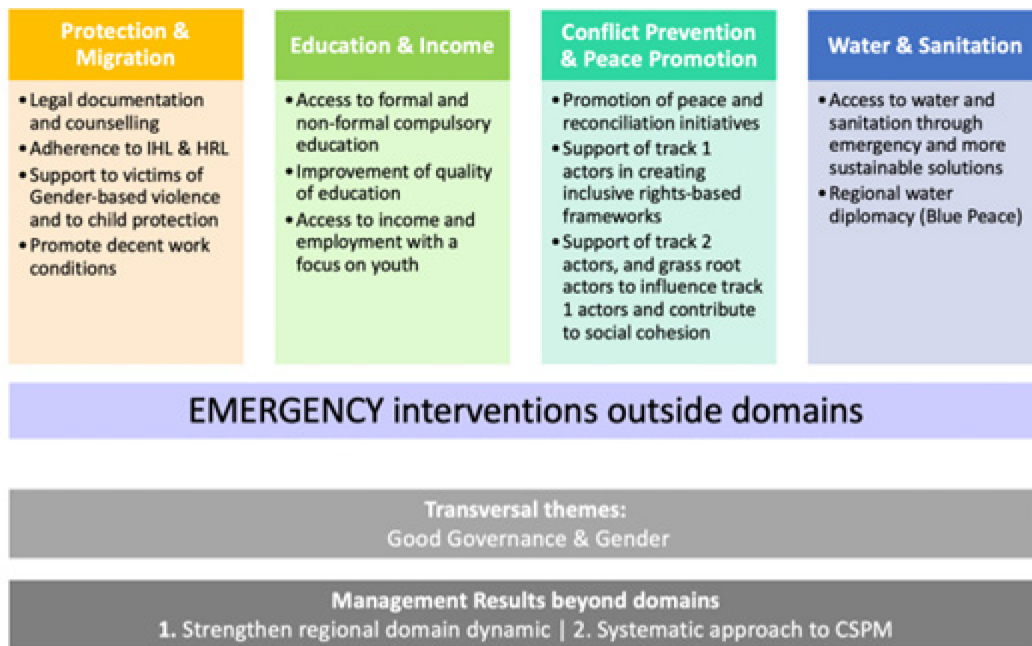 Protection &
Migration
• Legal documentation
and counselling
• Adherence to IHL & HRL
• Support to victims of
Gender-based violence
and to child protection
• Promote decent work
conditions
Education & Income
• Access to formal and
non-formal compulsory
education
• Improvement of quality
of education
• Access to income and
employment with a
focus on youth
Conflict Prevention
& Peace Promotion
• Promotion of peace and
reconciliation initiatives
• Support of track 1
actors in creating
inclusive rights-based
frameworks
• Support of track 2
actors, and grass root
actors to influence track
1 actors and contribute
to social cohesion
Water & Sanitation
• Access to water and
sanitation through
emergency and more
sustainable solutions
• Regional water
diplomacy (Blue Peace)
EMERGENCY interventions outside domains
Transversal themes:
Good Governance & Gender
Management Results beyond domains
1. Strengthen regional domain dynamic | 2. Systematic approach to CSPM